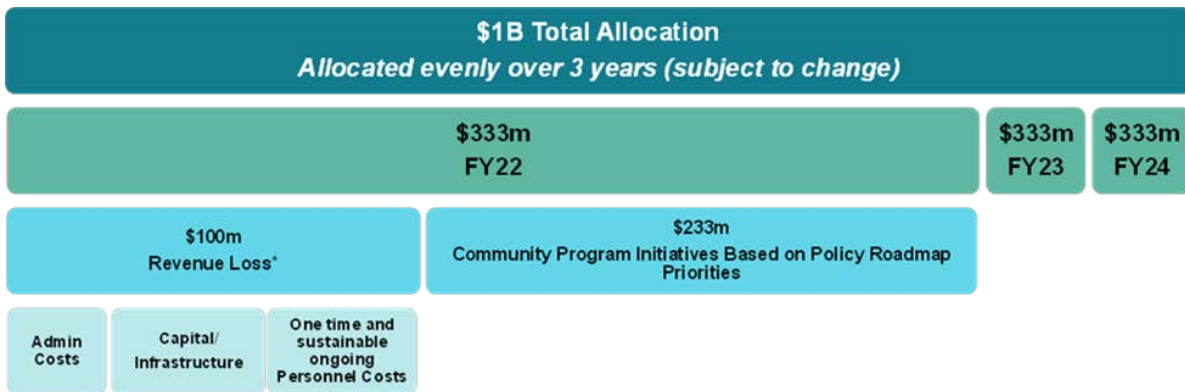 $1B Total Allocation
Allocated evenly over 3 years (subject to change)
$333m
FY22
$333m
FY23
$333m
FY24
$100m
Revenue Loss*
$233m
Community Program Initiatives Based on Policy Roadmap
Priorities
Admin
Costs
Capital/
Infrastructure
One time and
sustainable
ongoing
Personnel Costs